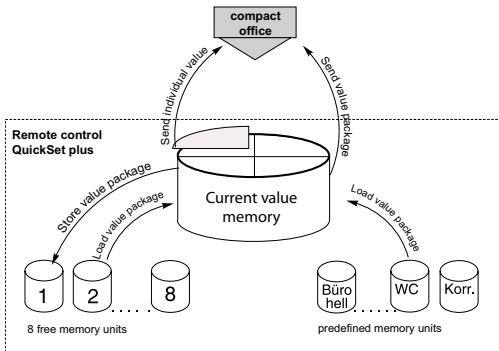 compact
office
Send individual value
Send value package
Remote control
QuickSet plus
Store value package
Load value package
Current value
memory
Load value package
1
2
8
Büro
hell
WC
Korr.
8 free memory units
predefined memory units